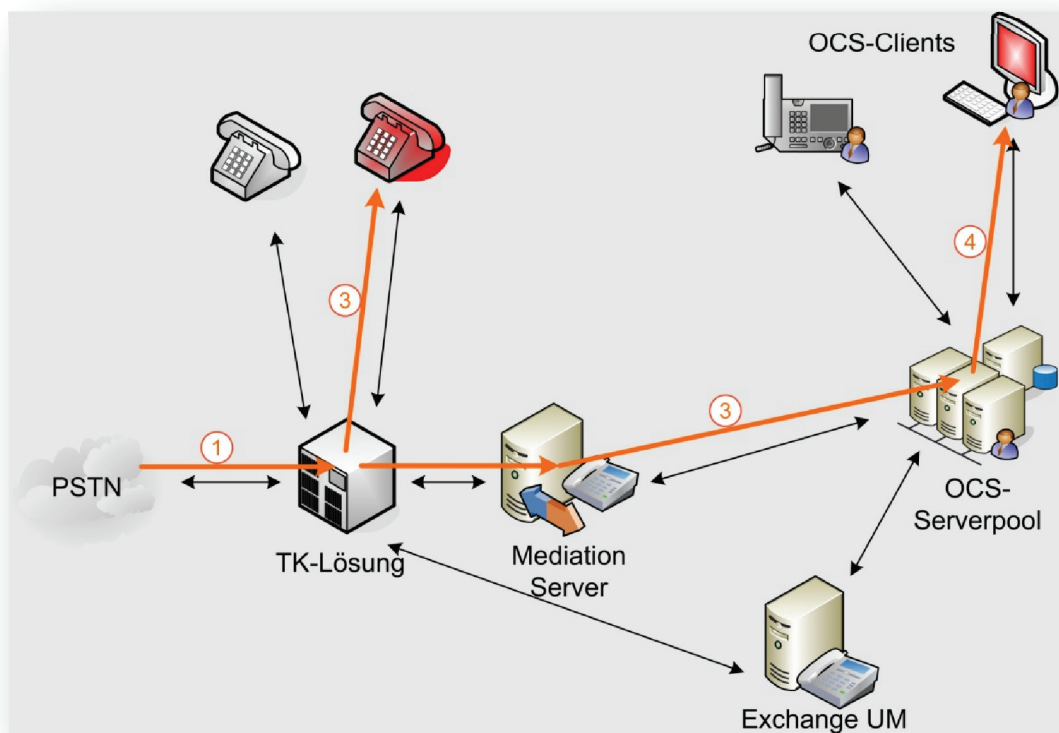 OCS-Clients
3
4
3
1
PSTN
TK-Lösung
Mediation
Server
OCS-
Serverpool
Exchange UM